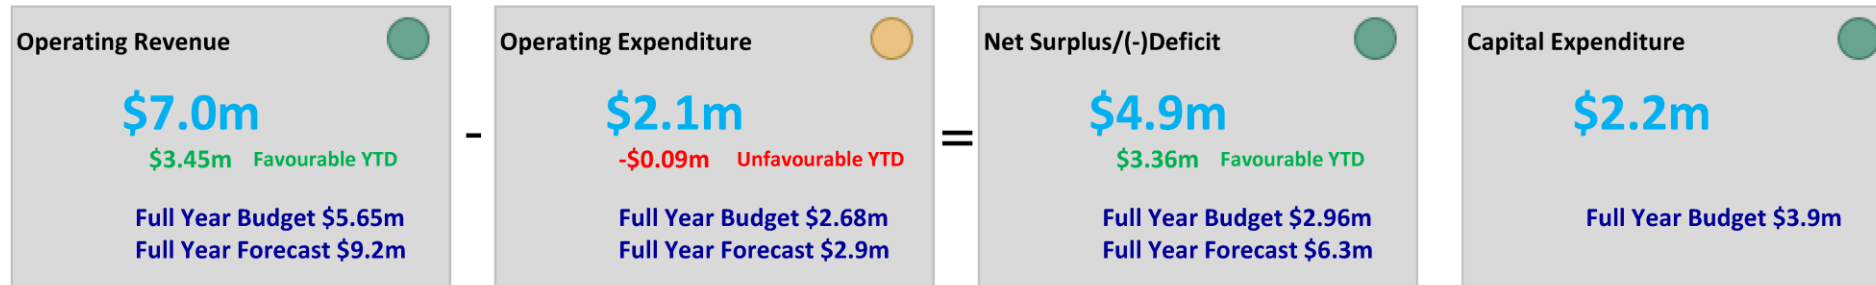 Operating Revenue
$7.0m
$3.45m Favourable YTD
Full Year Budget $5.65m
Full Year Forecast $9.2m
-
Operating Expenditure
$2.1m
-$0.09m Unfavourable YTD
Full Year Budget $2.68m
Full Year Forecast $2.9m
=
Net Surplus/(-)Deficit
$4.9m
$3.36m Favourable YTD
Full Year Budget $2.96m
Full Year Forecast $6.3m
Capital Expenditure
$2.2m
Full Year Budget $3.9m